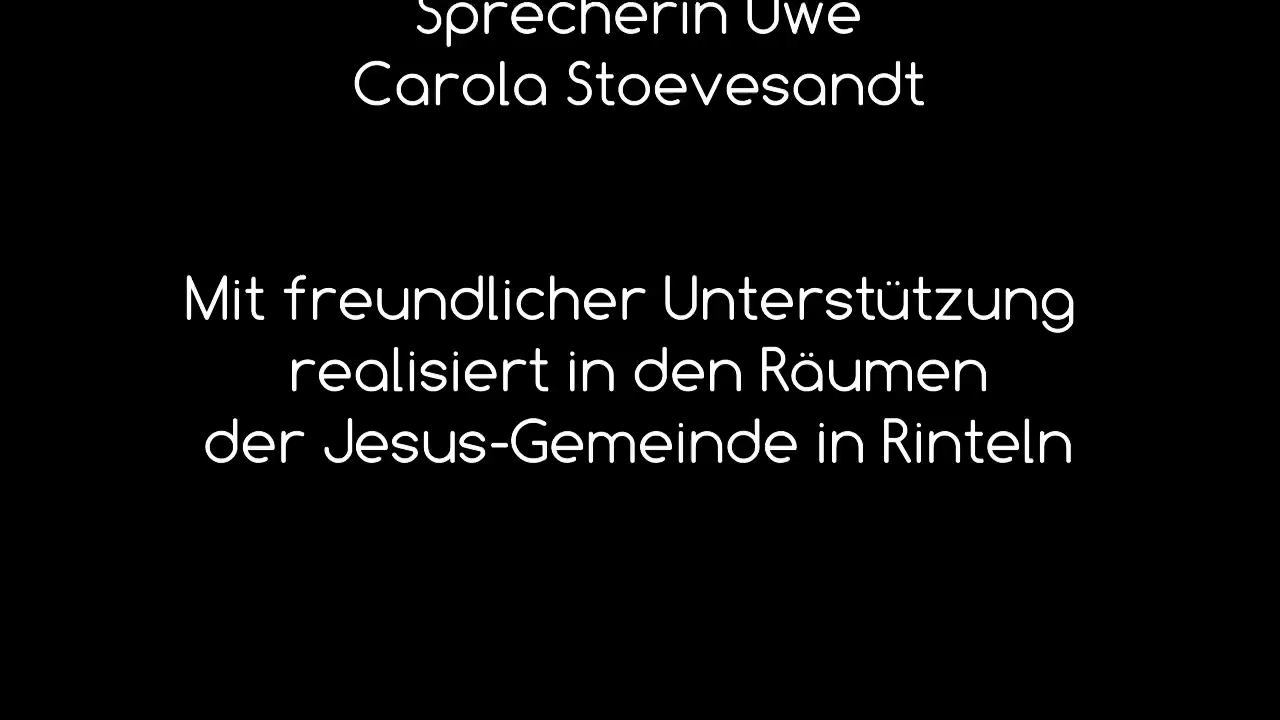 Sprecherin Uwe
Carola Stoevesandt
Mit freundlicher Unterstützung
realisiert in den Räumen
der Jesus-Gemeinde in Rinteln